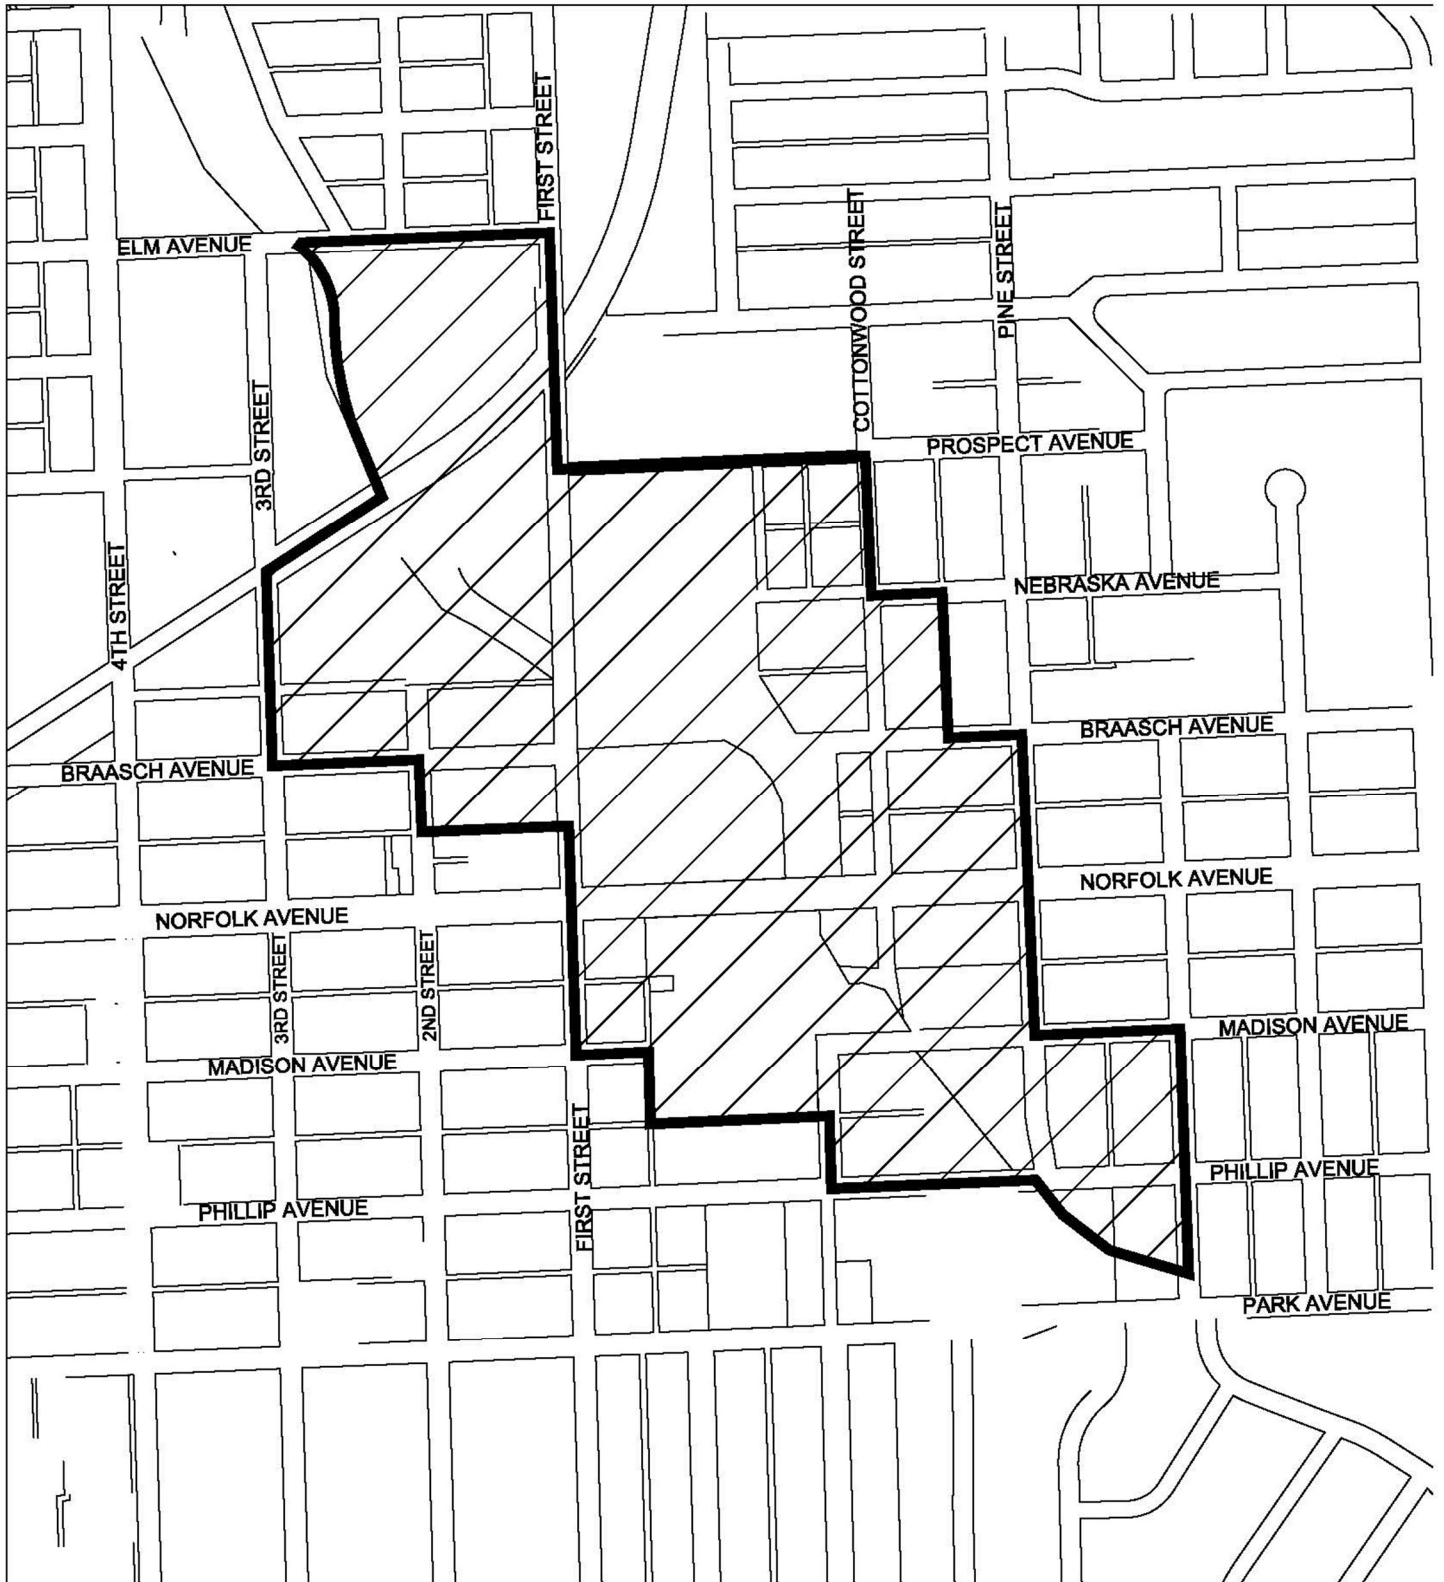 FIRST STREET
ELM AVENUE
COTTONWOOD STREET
PINE STREET
3RD STREET
PROSPECT AVENUE
4TH STREET
NEBRASKA AVENUE
BRAASCH AVENUE
BRAASCH AVENUE
NORFOLK AVENUE
NORFOLK AVENUE
3RD STREET
2ND STREET
MADISON AVENUE
MADISON AVENUE
FIRST STREET
PHILLIP AVENUE
PHILLIP AVENUE
PARK AVENUE